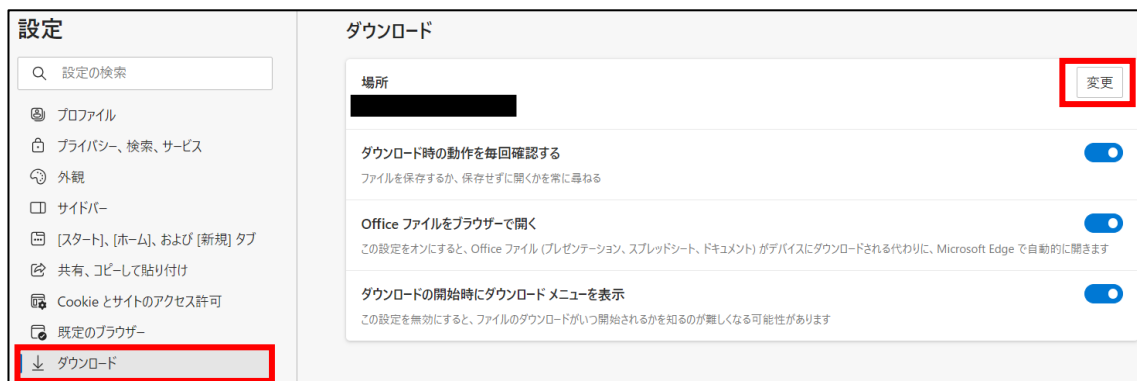 設定
設定の検索
プロファイル
プライバシー、検索、サービス
外観
サイドバー
[スタート]、[ホーム]、および [新規] タブ
共有、コピーして貼り付け
Cookie とサイトのアクセス許可
既定のブラウザー
ダウンロード
ダウンロード
場所
変更
ダウンロード時の動作を毎回確認する
ファイルを保存するか、保存せずに開くかを常に尋ねる
Office ファイルをブラウザーで開く
この設定をオンにすると、Office ファイル (プレゼンテーション、スプレッドシート、ドキュメント) がデバイスにダウンロードされる代わりに、Microsoft Edge で自動的に開きます
ダウンロードの開始時にダウンロード メニューを表示
この設定を無効にすると、ファイルのダウンロードがいつ開始されるかを知るのが難しくなる可能性があります